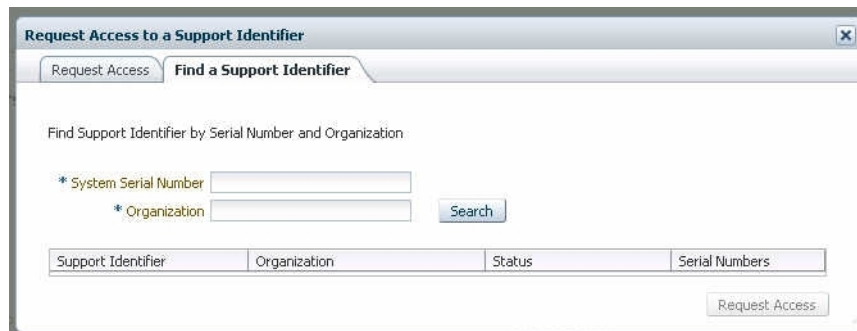 Request Access to a Support Identifier
Request Access Find a Support Identifier
Find Support Identifier by Serial Number and Organization
* System Serial Number
* Organization Search
Support Identifier Organization Status Serial Numbers
Request Access